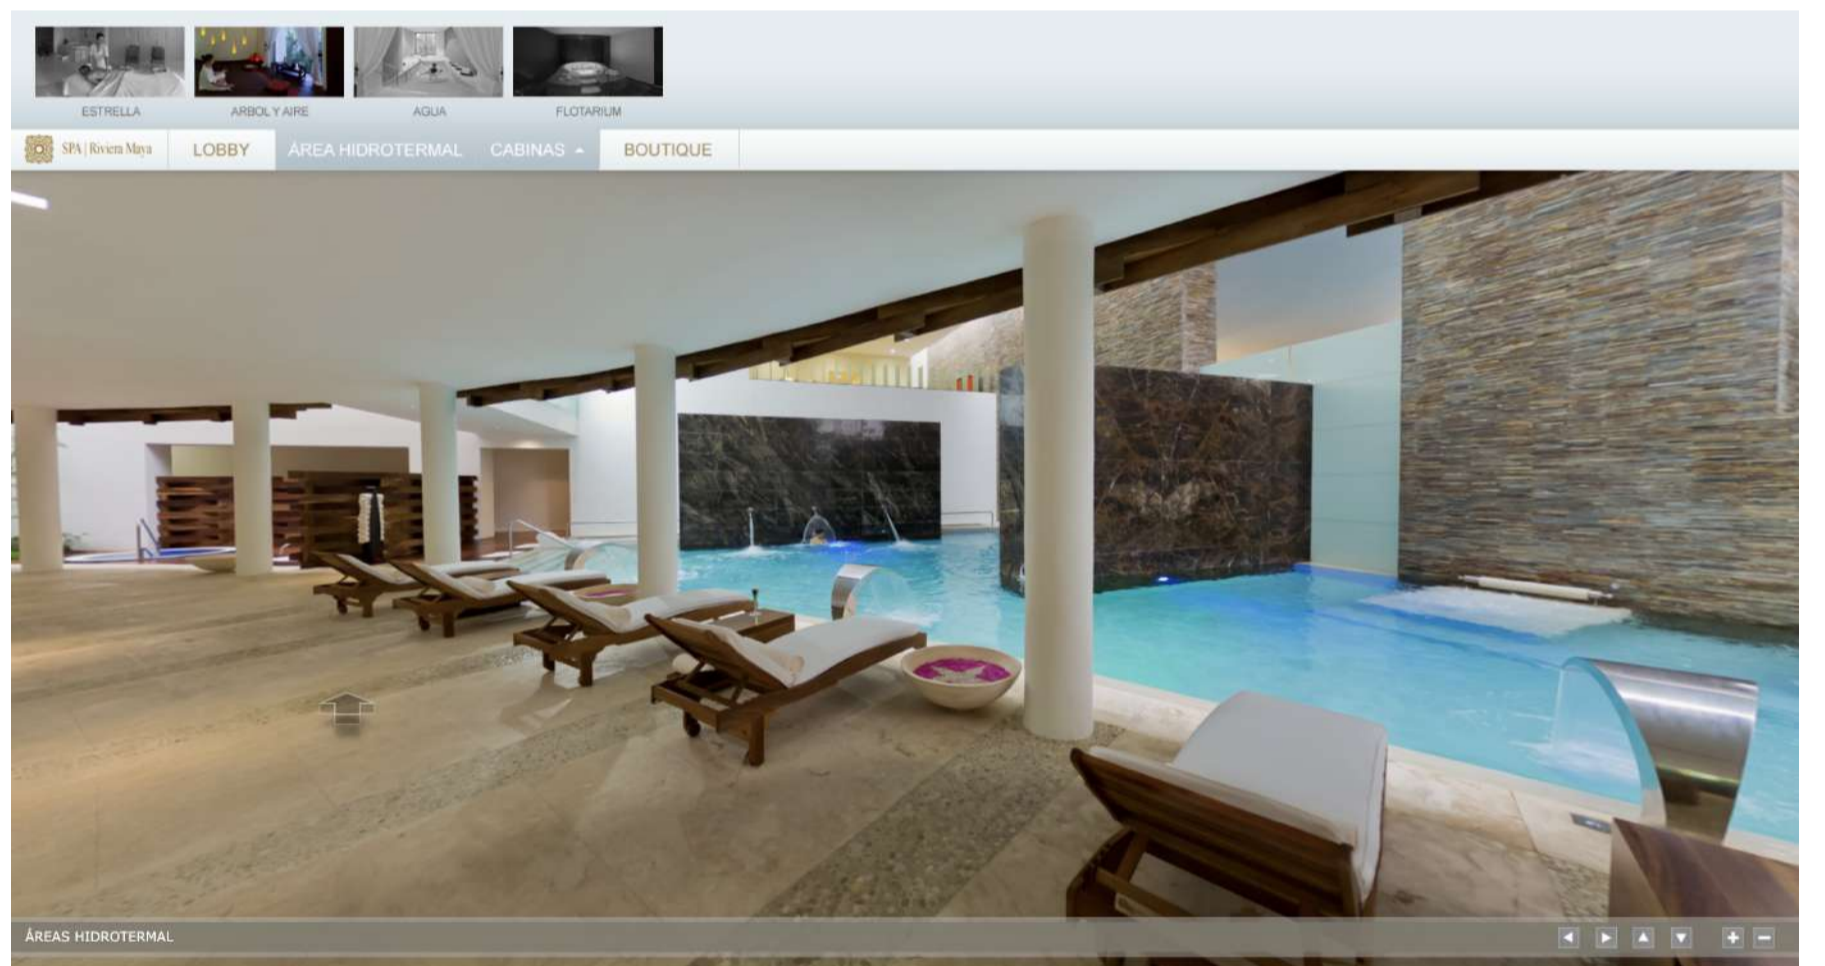 ESTRELLA
ARBOL Y AIRE
AGUA
FLOTARIUM
SPA | Riviera Maya
LOBBY
ÁREA HIDROTERMAL
CABINAS
BOUTIQUE
ÁREAS HIDROTERMAL